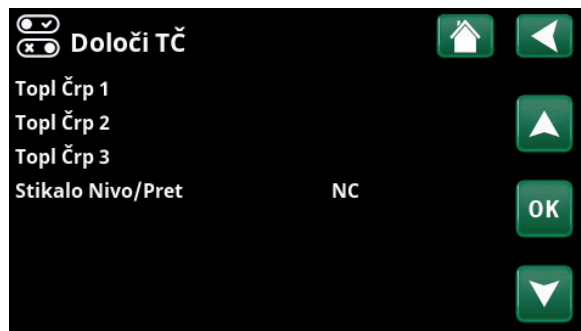 Določi TČ
Topl Črp 1
Topl Črp 2
Topl Črp 3
Stikalo Nivo/Pret NC
OK